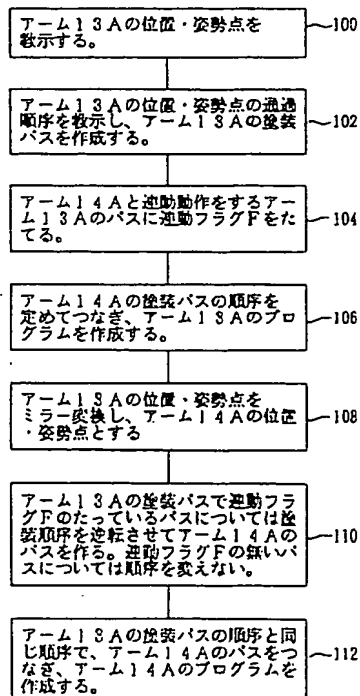 アーム13Aの位置・姿勢点を
教示する。
100
アーム13Aの位置・姿勢点の通過
順序を教示し、アーム13Aの塗装
パスを作成する。
102
アーム14Aと連動動作をするアー
ム13Aのパスに連動フラグFをた
てる。
104
アーム14Aの塗装パスの順序を
定めてつなぎ、アーム13Aのプロ
グラムを作成する。
106
アーム13Aの位置・姿勢点を
ミラー変換し、アーム14Aの位置
・姿勢点とする
108
アーム13Aの塗装パスで連動フラ
グFのたっているパスについては塗
装順序を逆転させてアーム14Aの
パスを作る。連動フラグFの無いパ
スについては順序を変えない。
110
アーム13Aの塗装パスの順序と同
じ順序で、アーム14Aのパスをつ
なぎ、アーム14Aのプログラムを
作成する。
112